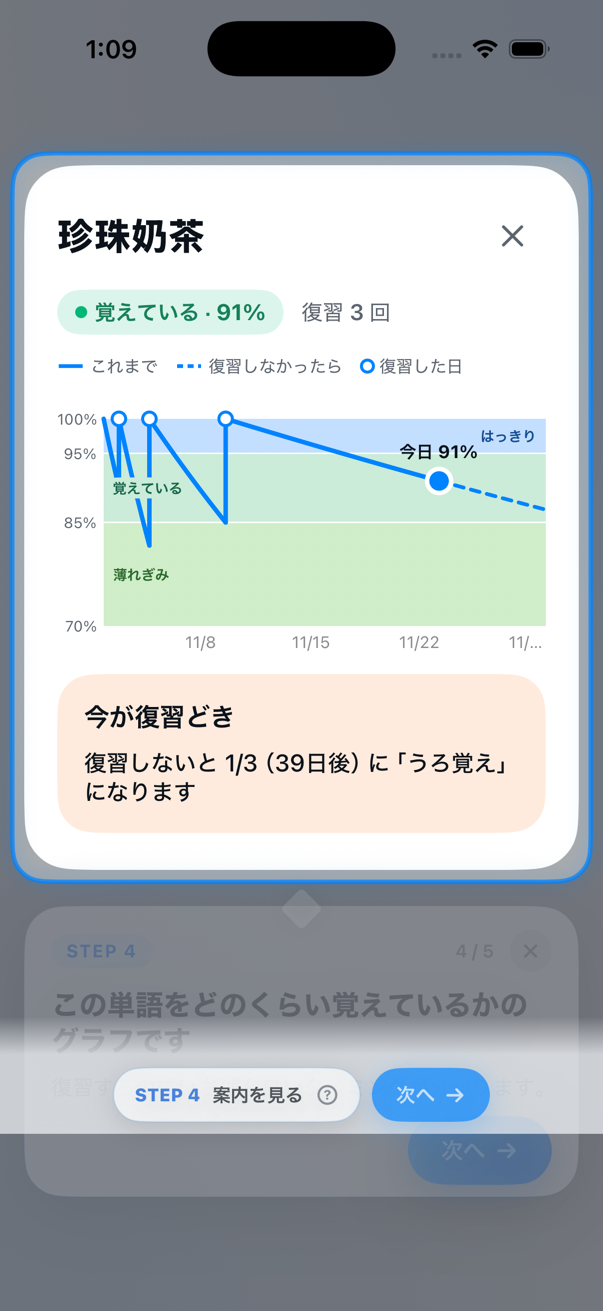 1:09
珍珠奶茶
覚えている · 91%
復習 3 回
これまで 復習しなかったら 復習した日
100%
はっきり
今日 91%
95%
覚えている
85%
薄れぎみ
70%
11/8 11/15 11/22 11/...
今が復習どき
復習しないと 1/3（39日後）に「うろ覚え」
になります
STEP 4
4 / 5
この単語をどのくらい覚えているかの
グラフです
STEP 4 案内を見る ?
次へ →
次へ →